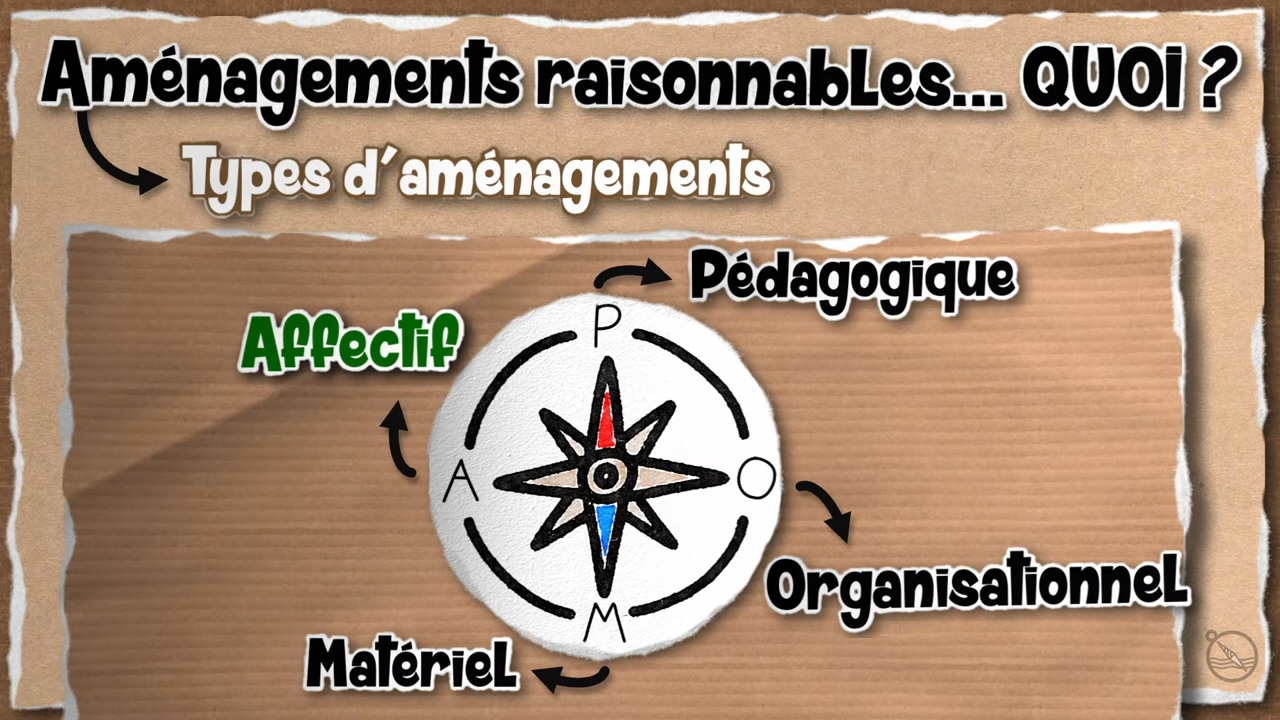 Aménagements raisonnables... QUOI ?
Types d'aménagements
Pédagogique
Affectif
P
A
O
Organisationnel
M
Matériel